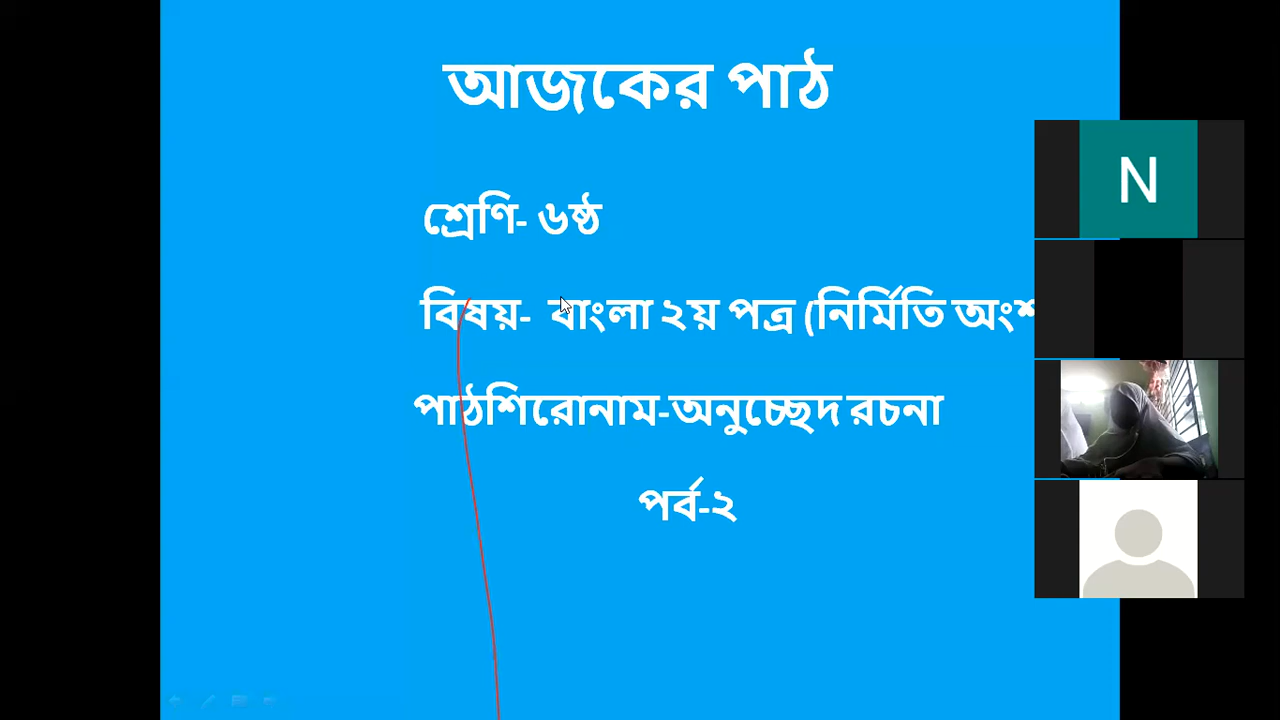 আজকের পাঠ
শ্রেণি- ৬ষ্ঠ
বিষয়- বাংলা ২য় পত্র (নির্মিতি
পাঠশিরোনাম-অনুচ্ছেদ রচনা
পর্ব-২
N